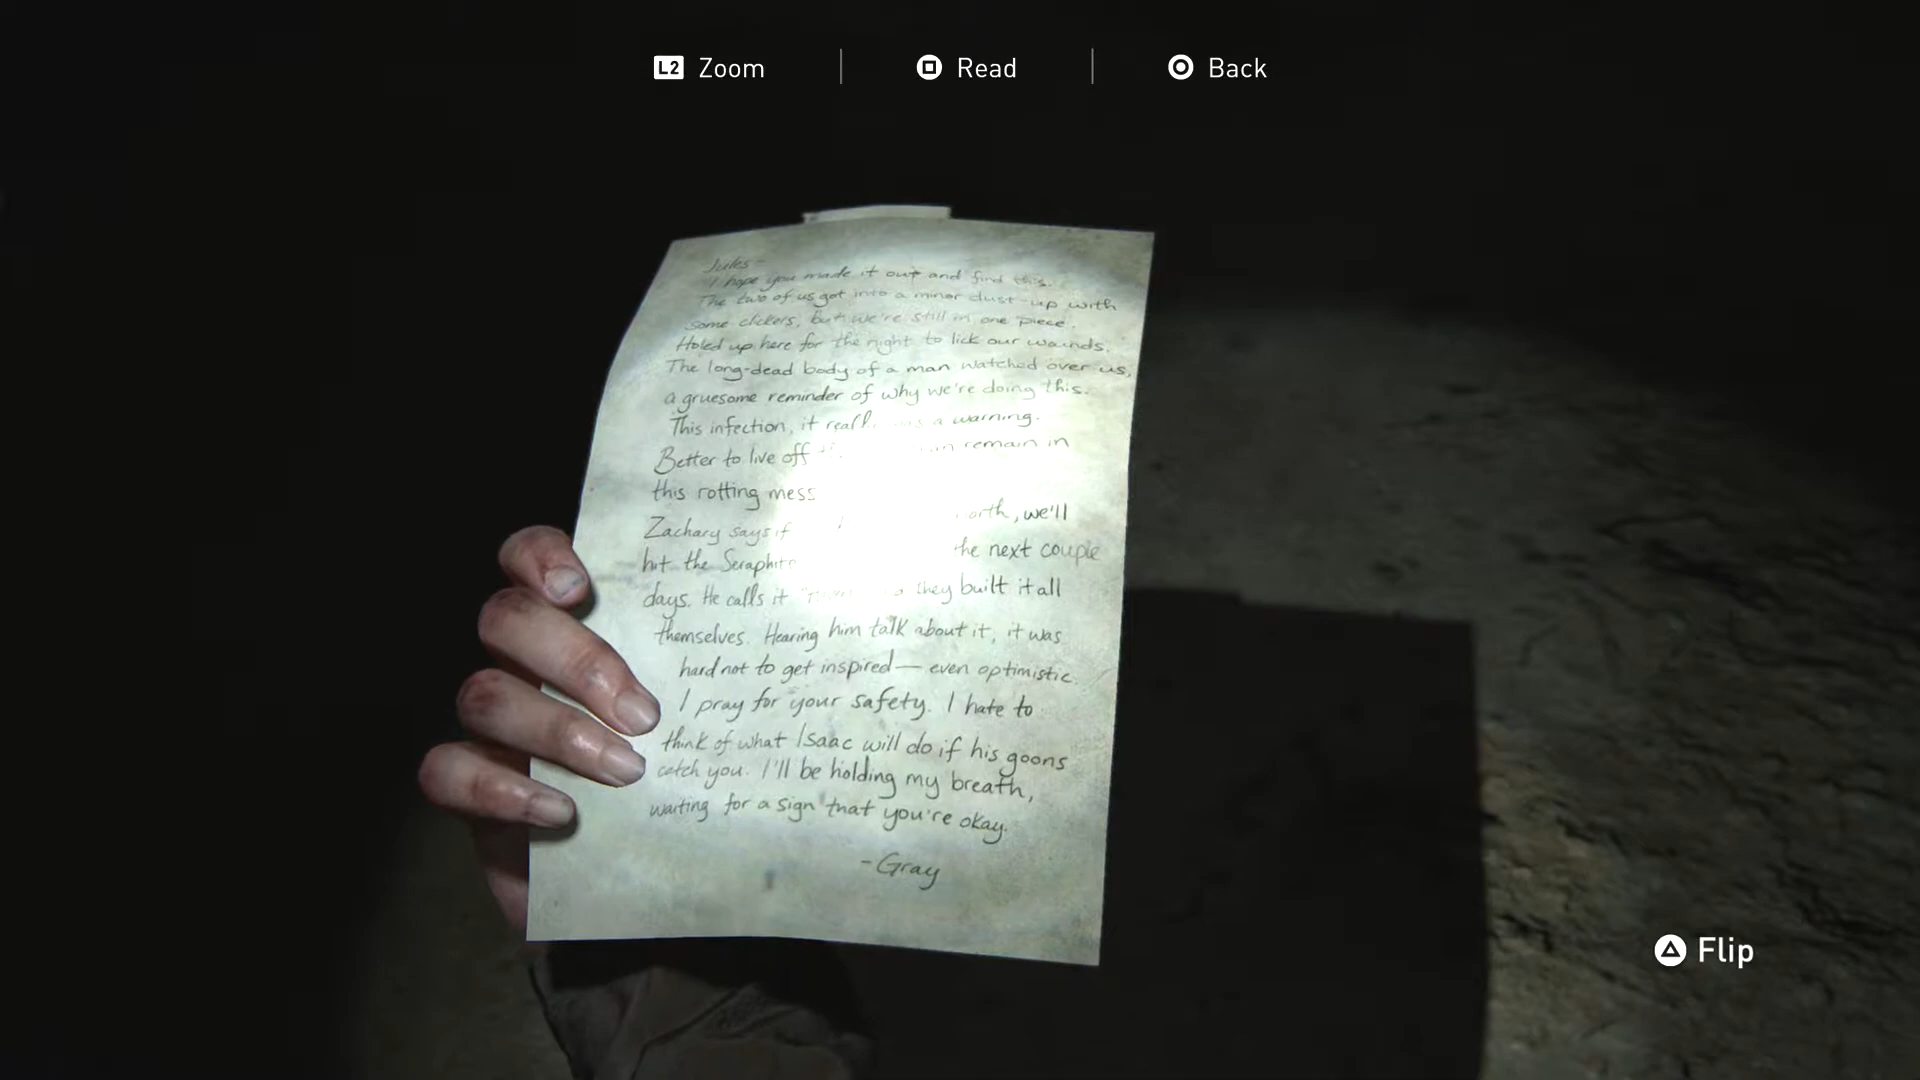 L2 Zoom
Read
Back
Jules -
I hope you made it out and find this.
The two of us got into a minor dust-up with
some clickers, but we're still in one piece.
Holed up here for the night to lick our wounds.
The long-dead body of a man watched over us,
a gruesome reminder of why we're doing this.
This infection, it a warning.
Better to live off remain in
this rotting mess
Zachary says if we'll
hit the the next couple
days. He calls it they built it all
themselves. Hearing him talk about it, it was
hard not to get inspired — even optimistic.
I pray for your safety. I hate to
think of what Isaac will do if his goons
catch you. I'll be holding my breath,
waiting for a sign that you're okay.
-Gray
Flip